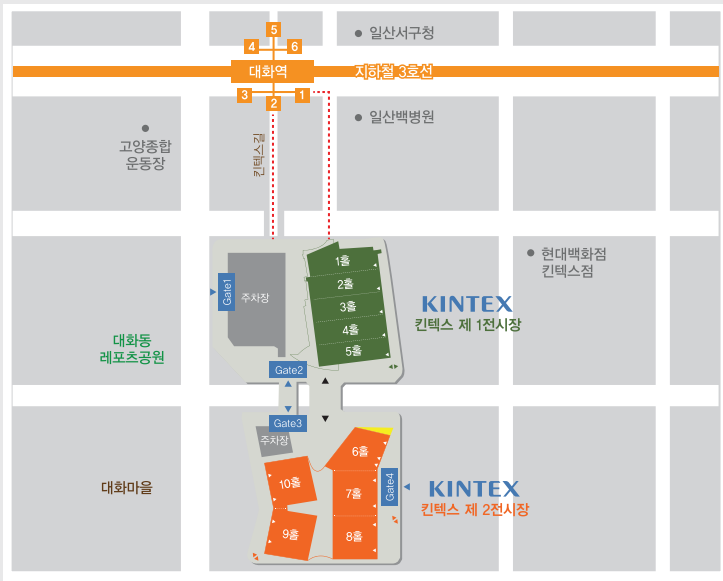 5
4
6
일산서구청
대화역
지하철 3호선
3
2
1
일산백병원
고양종합
운동장
킨텍스길
현대백화점
킨텍스점
1홀
2홀
3홀
4홀
5홀
Gate1
주차장
KINTEX
킨텍스 제 1전시장
대화동
레포츠공원
Gate2
Gate3
주차장
6홀
7홀
8홀
9홀
10홀
Gate4
대화마을
KINTEX
킨텍스 제 2전시장